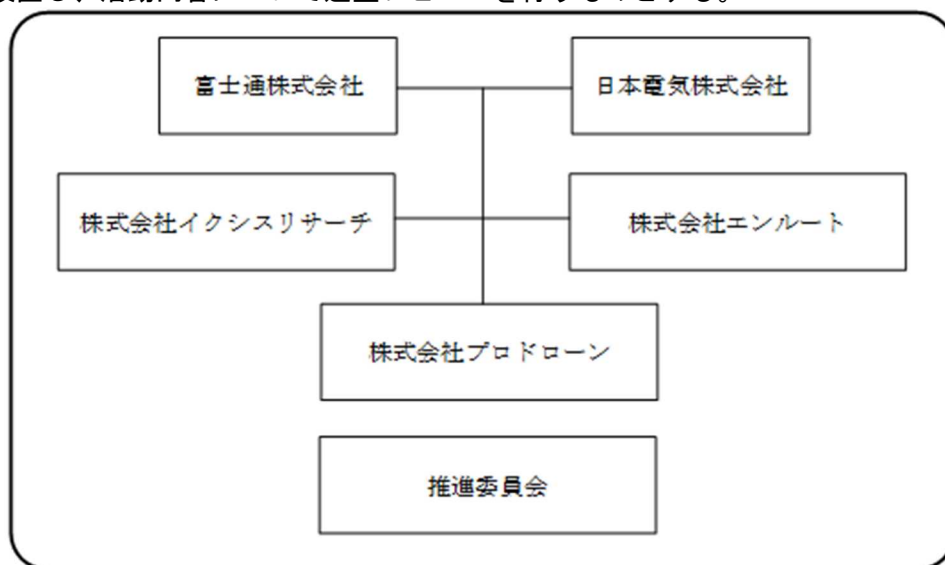 富士通株式会社
日本電気株式会社
株式会社イクシスリサーチ
株式会社エンルート
株式会社プロドローン
推進委員会